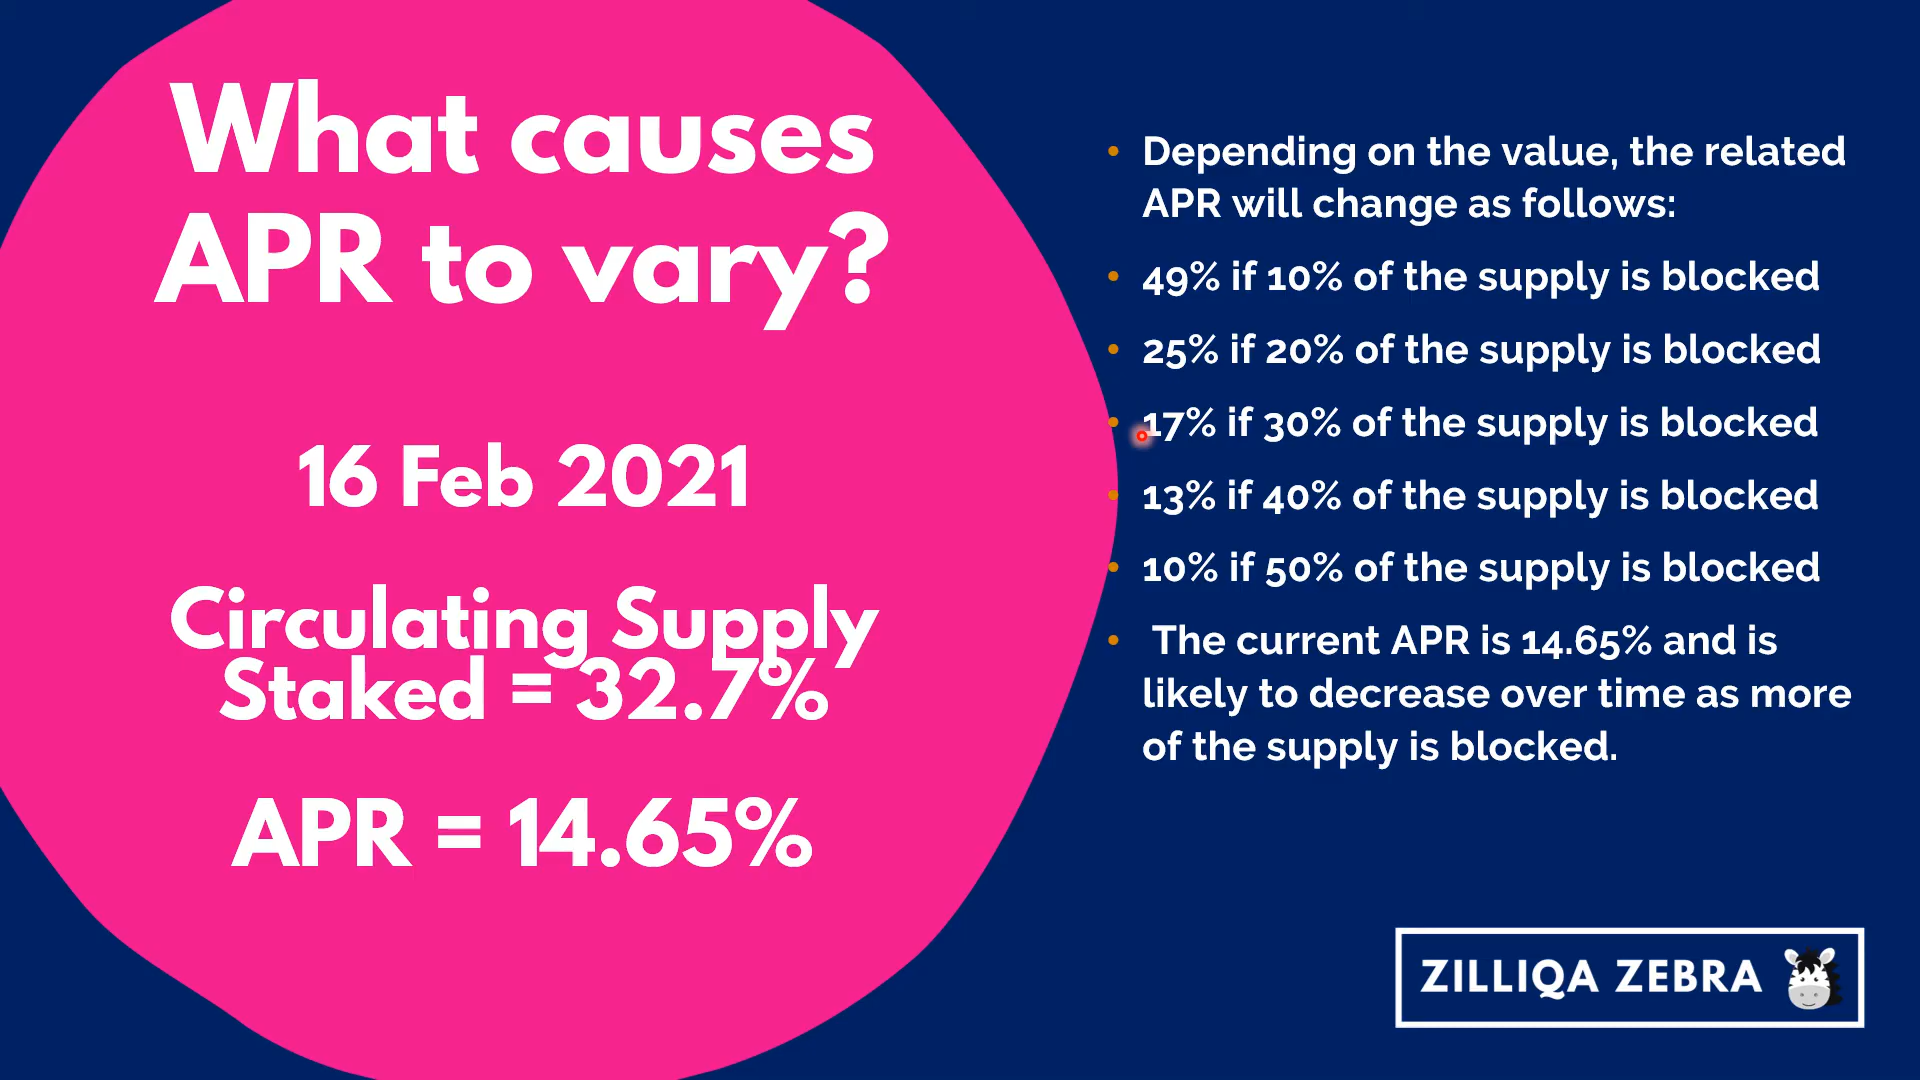 What causes
APR to vary?
16 Feb 2021
Circulating Supply
Staked = 32.7%
APR = 14.65%
• Depending on the value, the related
APR will change as follows:
• 49% if 10% of the supply is blocked
• 25% if 20% of the supply is blocked
• 17% if 30% of the supply is blocked
• 13% if 40% of the supply is blocked
• 10% if 50% of the supply is blocked
• The current APR is 14.65% and is
likely to decrease over time as more
of the supply is blocked.
ZILLIQA ZEBRA